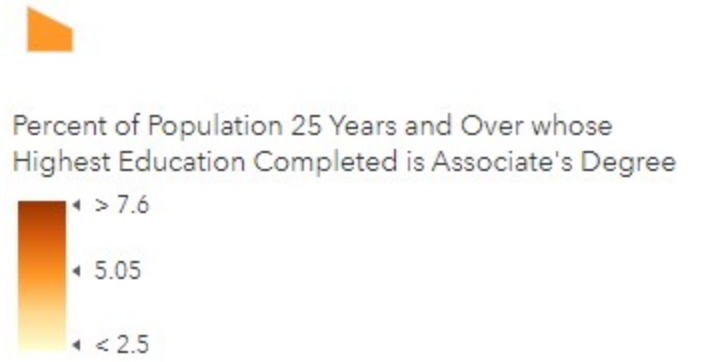 Percent of Population 25 Years and Over whose
Highest Education Completed is Associate's Degree
> 7.6
5.05
< 2.5